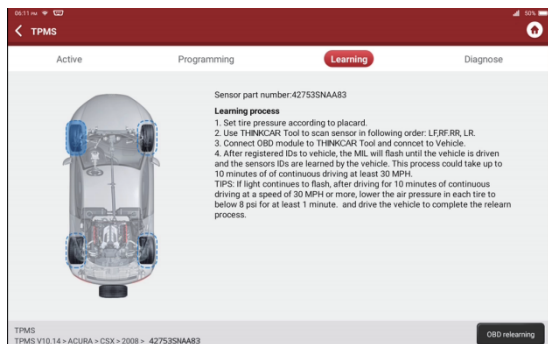 06:11 PM 50%
TPMS
Active Programming Learning Diagnose
Sensor part number:42753SNAA83
Learning process
1. Set tire pressure according to placard.
2. Use THINKCAR Tool to scan sensor in following order: LF,RF.RR, LR.
3. Connect OBD module to THINKCAR Tool and conncet to Vehicle.
4. After registered IDs to vehicle, the MIL will flash until the vehicle is driven
and the sensors IDs are learned by the vehicle. This process could take up to
10 minutes of of continuous driving at least 30 MPH.
TIPS: If light continues to flash, after driving for 10 minutes of continuous
driving at a speed of 30 MPH or more, lower the air pressure in each tire to
below 8 psi for at least 1 minute. and drive the vehicle to complete the relearn
process.
TPMS
TPMS V10.14 > ACURA > CSX > 2008 > 42753SNAA83
OBD relearning